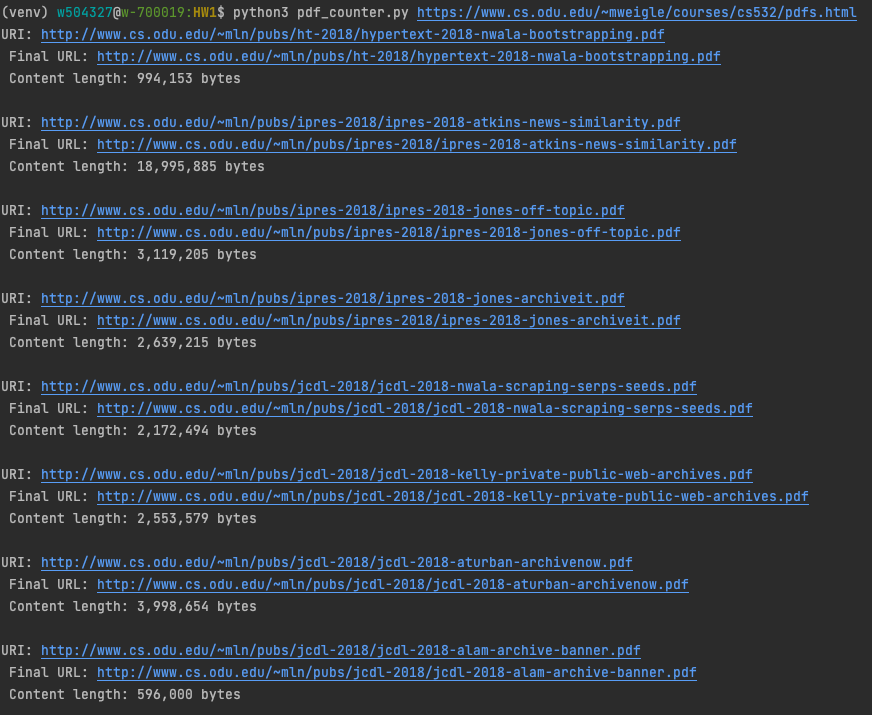 (venv) w504327@w-700019:HW1$ python3 pdf_counter.py https://www.cs.odu.edu/~mweigle/courses/cs532/pdfs.html
URI: http://www.cs.odu.edu/~mln/pubs/ht-2018/hypertext-2018-nwala-bootstrapping.pdf
Final URL: http://www.cs.odu.edu/~mln/pubs/ht-2018/hypertext-2018-nwala-bootstrapping.pdf
Content length: 994,153 bytes
URI: http://www.cs.odu.edu/~mln/pubs/ipres-2018/ipres-2018-atkins-news-similarity.pdf
Final URL: http://www.cs.odu.edu/~mln/pubs/ipres-2018/ipres-2018-atkins-news-similarity.pdf
Content length: 18,995,885 bytes
URI: http://www.cs.odu.edu/~mln/pubs/ipres-2018/ipres-2018-jones-off-topic.pdf
Final URL: http://www.cs.odu.edu/~mln/pubs/ipres-2018/ipres-2018-jones-off-topic.pdf
Content length: 3,119,205 bytes
URI: http://www.cs.odu.edu/~mln/pubs/ipres-2018/ipres-2018-jones-archiveit.pdf
Final URL: http://www.cs.odu.edu/~mln/pubs/ipres-2018/ipres-2018-jones-archiveit.pdf
Content length: 2,639,215 bytes
URI: http://www.cs.odu.edu/~mln/pubs/jcdl-2018/jcdl-2018-nwala-scraping-serps-seeds.pdf
Final URL: http://www.cs.odu.edu/~mln/pubs/jcdl-2018/jcdl-2018-nwala-scraping-serps-seeds.pdf
Content length: 2,172,494 bytes
URI: http://www.cs.odu.edu/~mln/pubs/jcdl-2018/jcdl-2018-kelly-private-public-web-archives.pdf
Final URL: http://www.cs.odu.edu/~mln/pubs/jcdl-2018/jcdl-2018-kelly-private-public-web-archives.pdf
Content length: 2,553,579 bytes
URI: http://www.cs.odu.edu/~mln/pubs/jcdl-2018/jcdl-2018-aturban-archivenow.pdf
Final URL: http://www.cs.odu.edu/~mln/pubs/jcdl-2018/jcdl-2018-aturban-archivenow.pdf
Content length: 3,998,654 bytes
URI: http://www.cs.odu.edu/~mln/pubs/jcdl-2018/jcdl-2018-alam-archive-banner.pdf
Final URL: http://www.cs.odu.edu/~mln/pubs/jcdl-2018/jcdl-2018-alam-archive-banner.pdf
Content length: 596,000 bytes